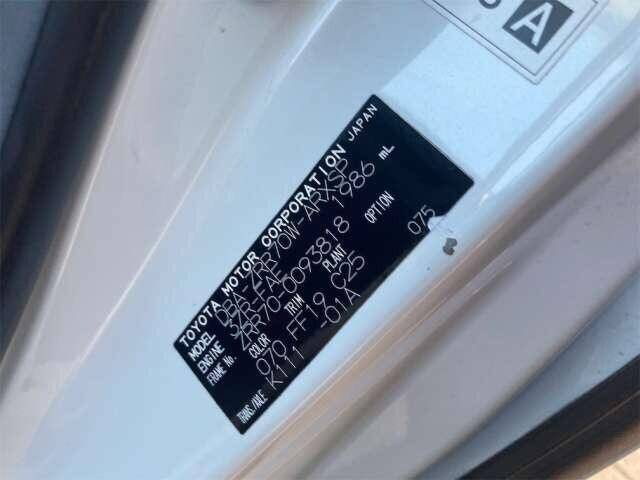 A
TOYOTA MOTOR CORPORATION JAPAN
MODEL DBA-ZRR70W-ARXSP
ENGINE 3ZR-FAE 1986 mL
FRAME No. ZRR70-0093818
COLOR TRIM PLANT OPTION
070 FF19 C25 075
TRANS/AXLE K111 -01A